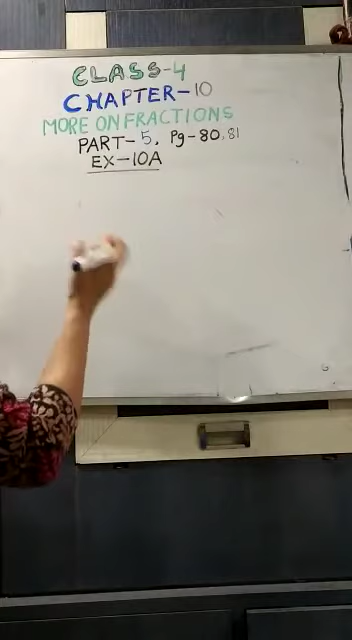 CLASS-4
CHAPTER-10
MORE ON FRACTIONS
PART-5. Pg-80,81
EX-10A